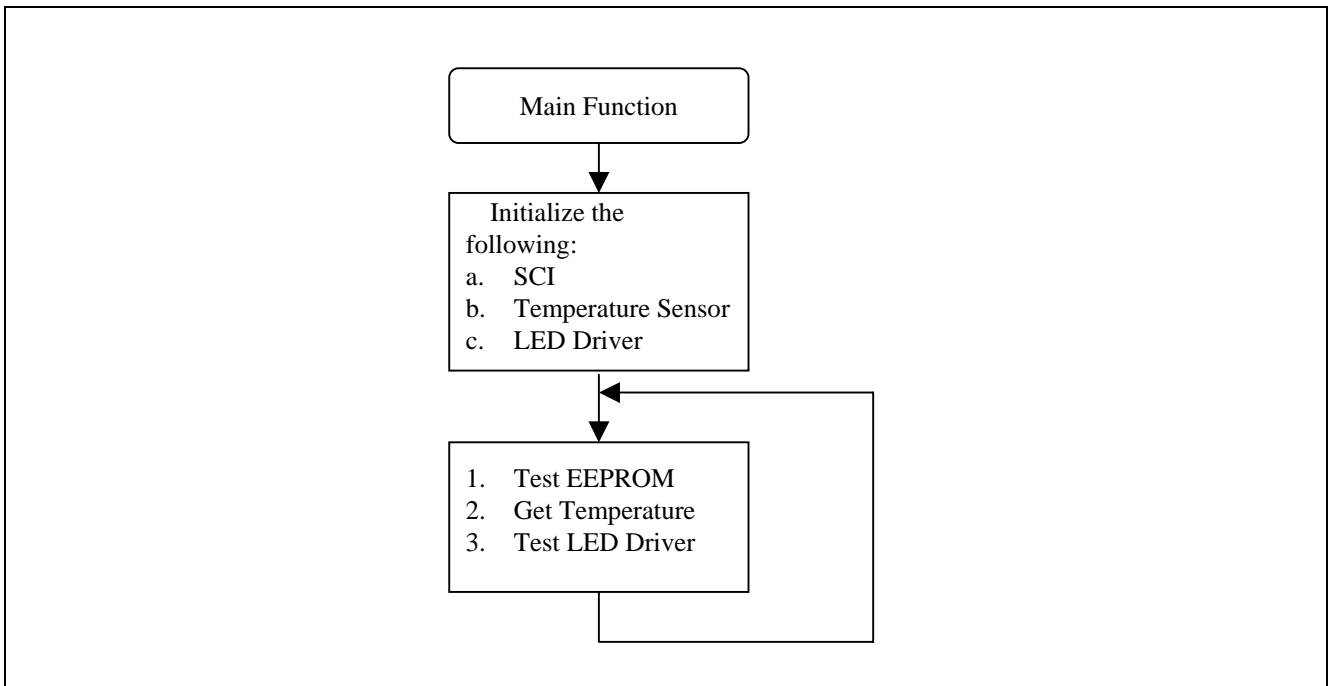 Main Function
Initialize the
following:
a. SCI
b. Temperature Sensor
c. LED Driver
1. Test EEPROM
2. Get Temperature
3. Test LED Driver